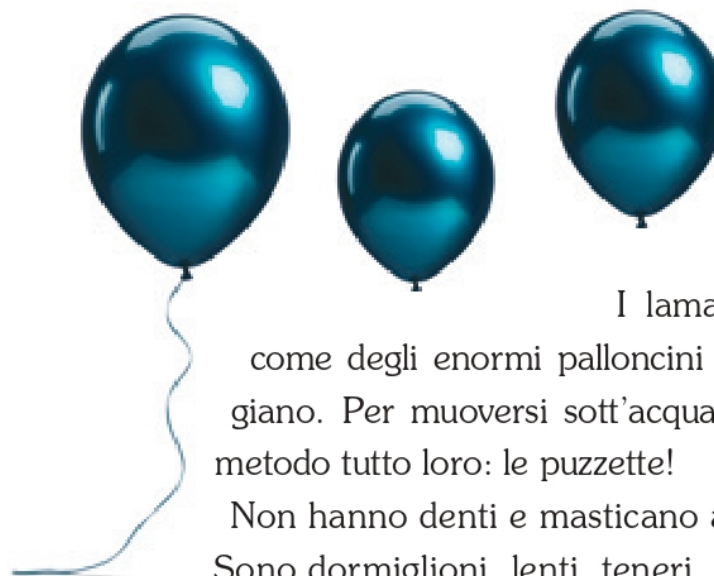 I lama
come degli enormi palloncini
giano. Per muoversi sott’acqua
metodo tutto loro: le puzzette!
Non hanno denti e masticano a
Sono dormiglioni, lenti, teneri